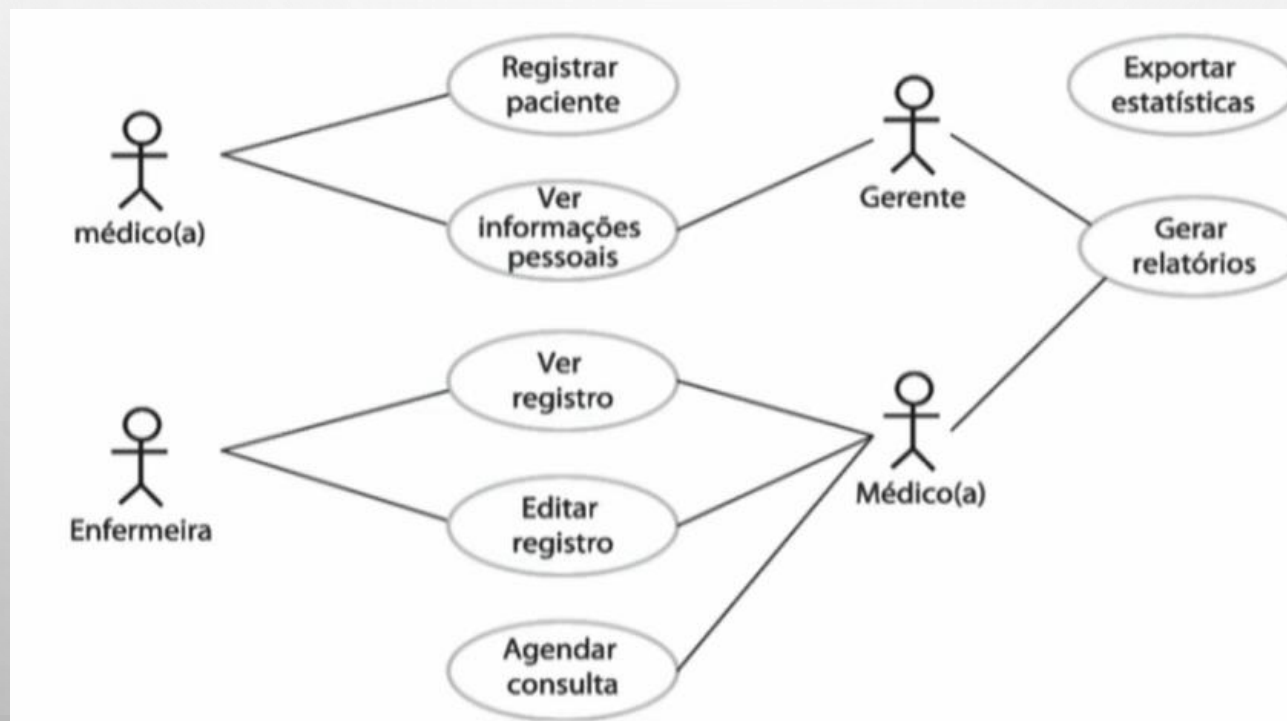 Registrar
paciente
Exportar
estatísticas
médico(a)
Ver
informações
pessoais
Gerente
Gerar
relatórios
Ver
registro
Enfermeira
Editar
registro
Médico(a)
Agendar
consulta